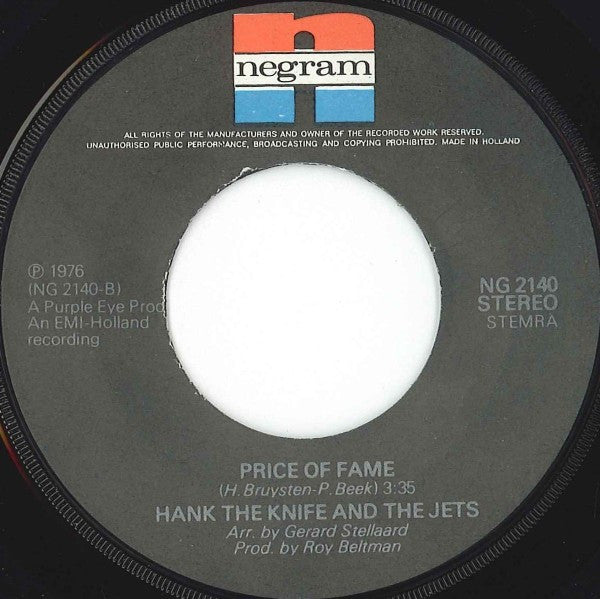 negram
ALL RIGHTS OF THE MANUFACTURERS AND OWNER OF THE RECORDED WORK RESERVED.
UNAUTHORISED PUBLIC PERFORMANCE, BROADCASTING AND COPYING PROHIBITED. MADE IN HOLLAND
℗ 1976
(NG 2140-B)
A Purple Eye Prod
An EMI-Holland
recording
NG 2140
STEREO
STEMRA
PRICE OF FAME
(H. Bruysten-P. Beek) 3:35
HANK THE KNIFE AND THE JETS
Arr. by Gerard Stellaard
Prod. by Roy Beltman